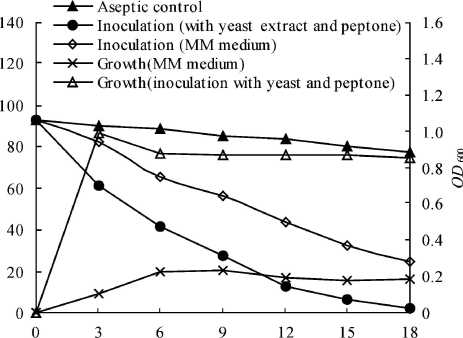 140
120
100
80
60
40
20
0
Aseptic control
Inoculation (with yeast extract and peptone)
Inoculation (MM medium)
Growth(MM medium)
Growth(inoculation with yeast and peptone)
1.6
1.4
1.2
1.0
0.8
0.6
0.4
0.2
0
OD600
0 3 6 9 12 15 18